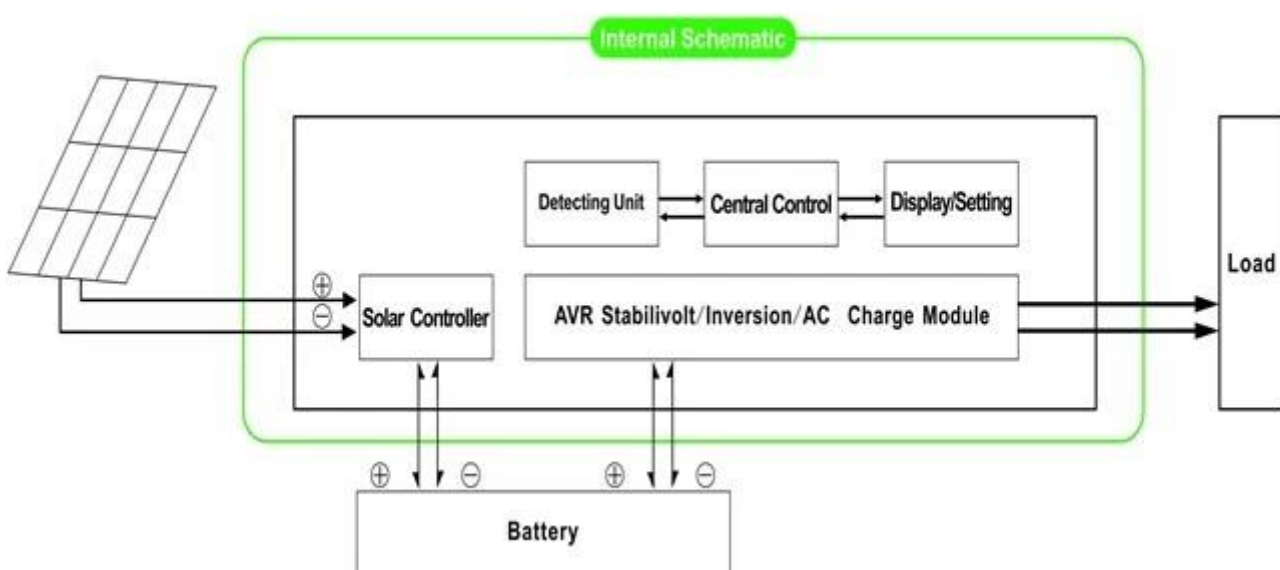 Internal Schematic
Detecting Unit
Central Control
Display/Setting
Load
⊕
⊖
Solar Controller
AVR Stabilivolt/Inversion/AC Charge Module
⊕ ⊖ ⊕ ⊖
Battery